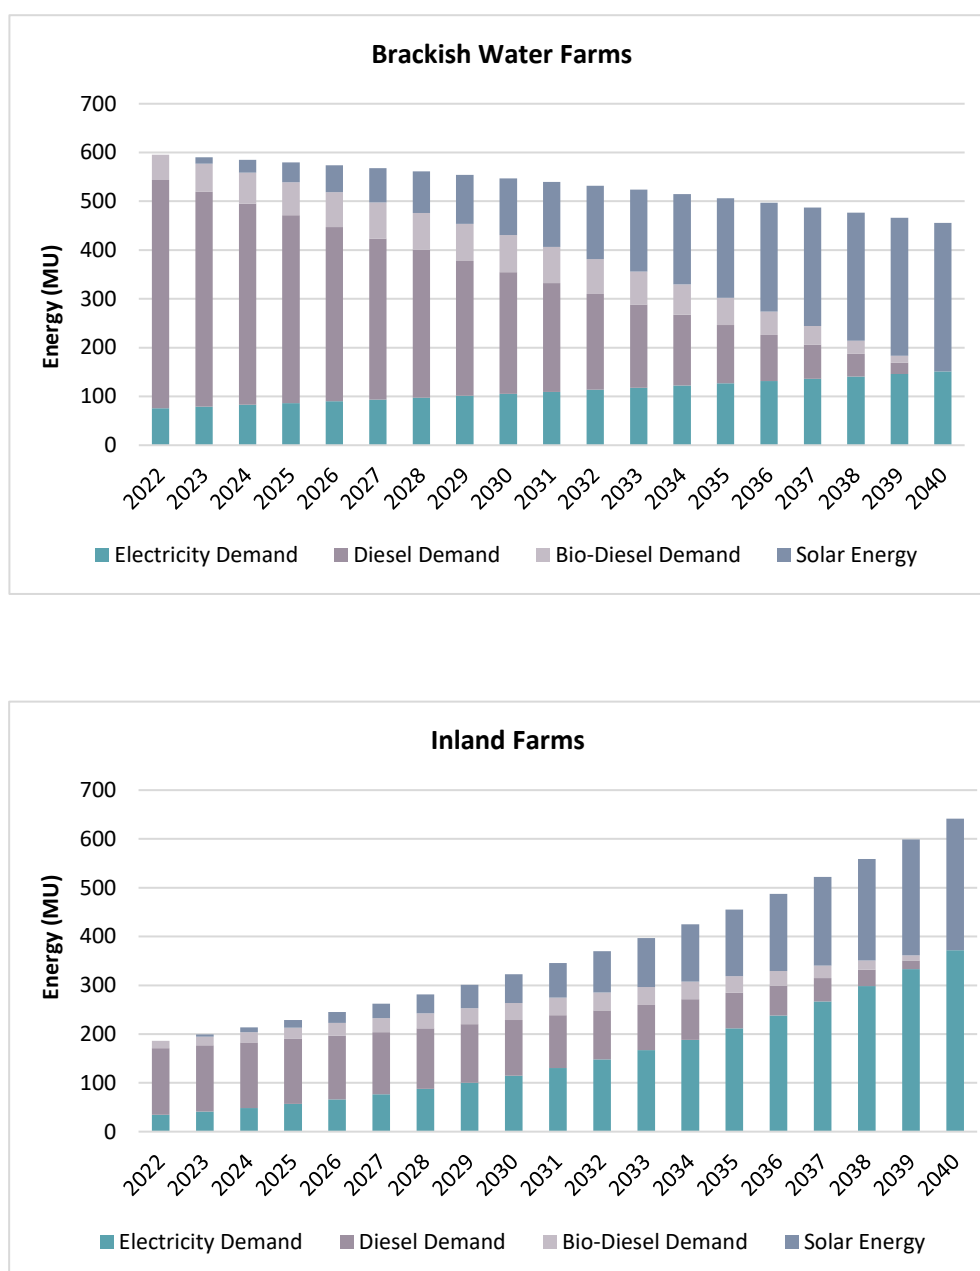 Brackish Water Farms
Energy (MU)
700
600
500
400
300
200
100
0
2022 2023 2024 2025 2026 2027 2028 2029 2030 2031 2032 2033 2034 2035 2036 2037 2038 2039 2040
Electricity Demand Diesel Demand Bio-Diesel Demand Solar Energy
Inland Farms
Energy (MU)
700
600
500
400
300
200
100
0
2022 2023 2024 2025 2026 2027 2028 2029 2030 2031 2032 2033 2034 2035 2036 2037 2038 2039 2040
Electricity Demand Diesel Demand Bio-Diesel Demand Solar Energy